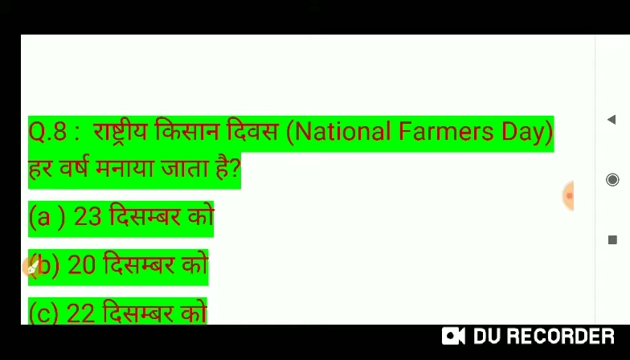 Q.8 :  राष्ट्रीय किसान दिवस (National Farmers Day)
हर वर्ष मनाया जाता है?
(a ) 23 दिसम्बर को
(b) 20 दिसम्बर को
(c) 22 दिसम्बर को
DU RECORDER